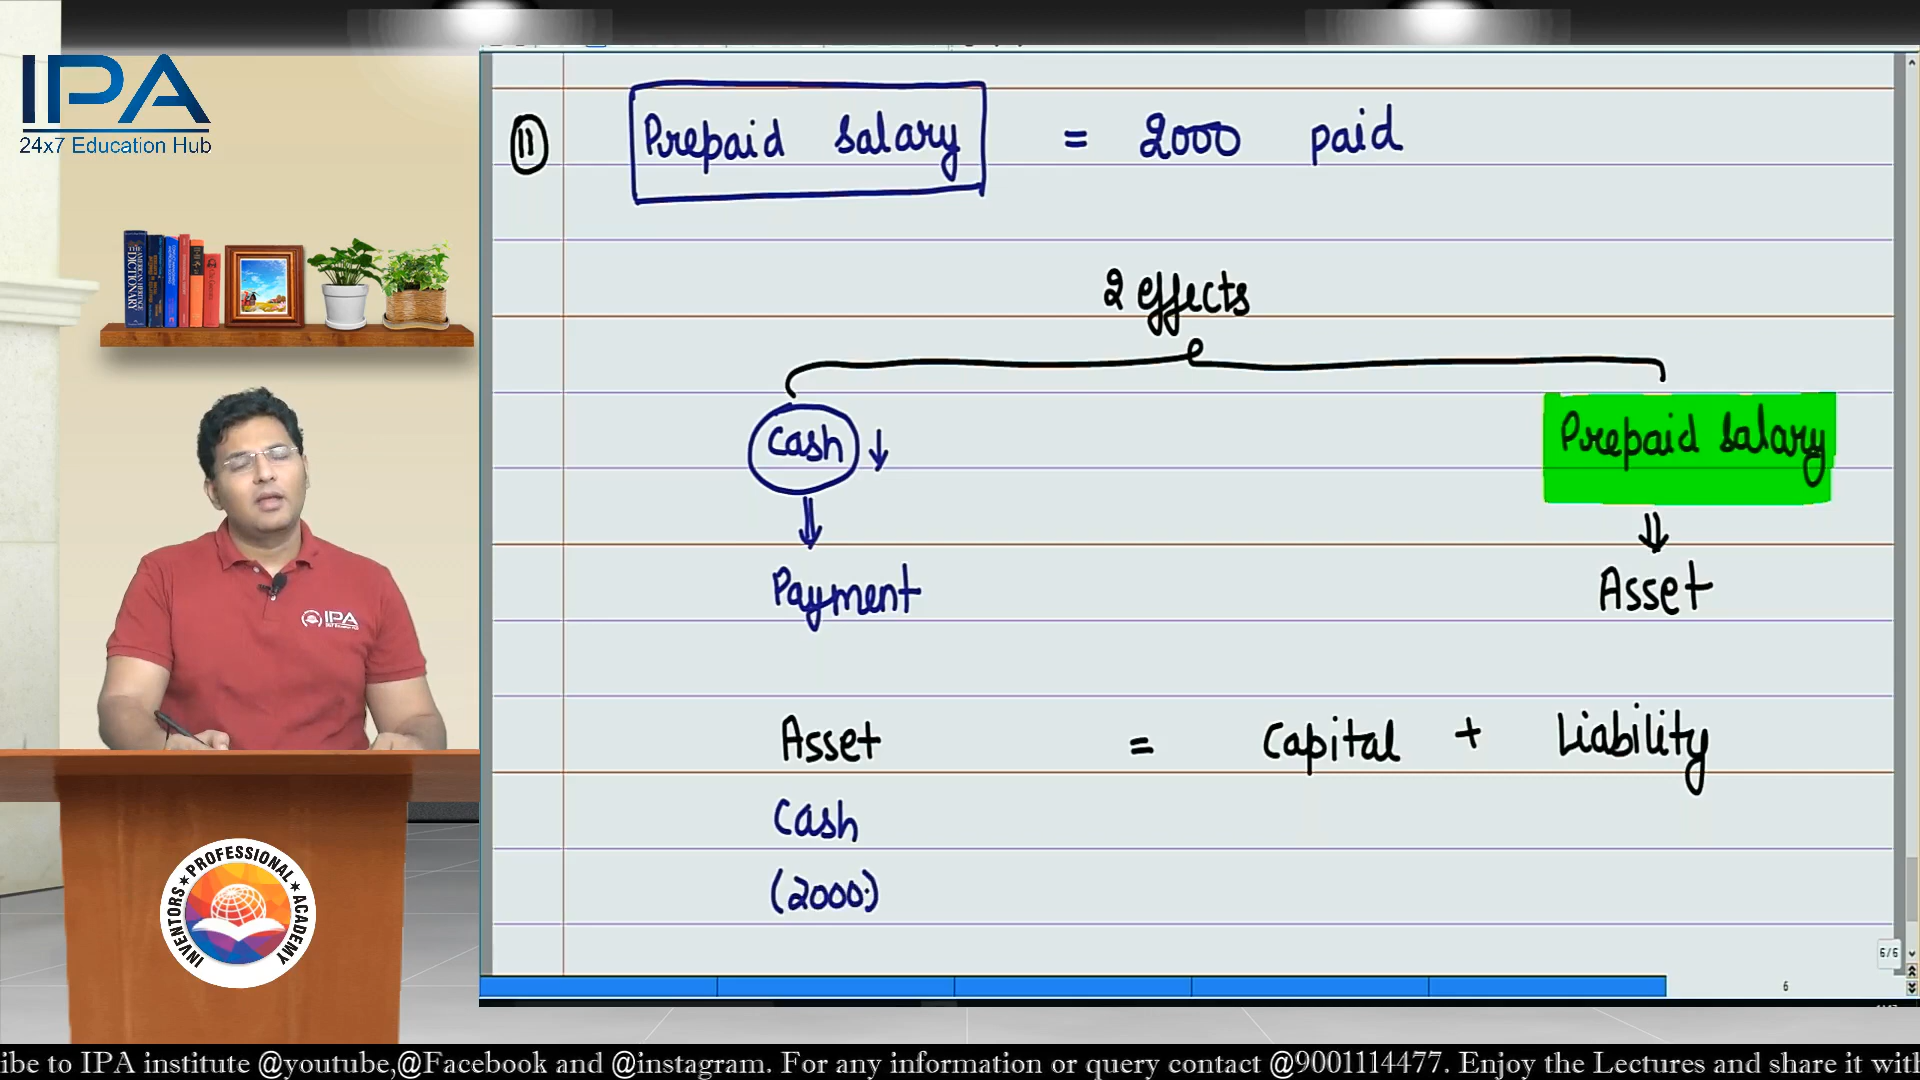 IPA
24x7 Education Hub
11 Prepaid salary = 2000 paid
2 effects
Cash ↓ Prepaid salary
Payment Asset
Asset = Capital + Liability
Cash
(2000)
THE DICTIONARY
IPA
INVENTORS ★ PROFESSIONAL ★ ACADEMY
6/6
6
ibe to IPA institute @youtube,@Facebook and @instagram. For any information or query contact @9001114477. Enjoy the Lectures and share it with